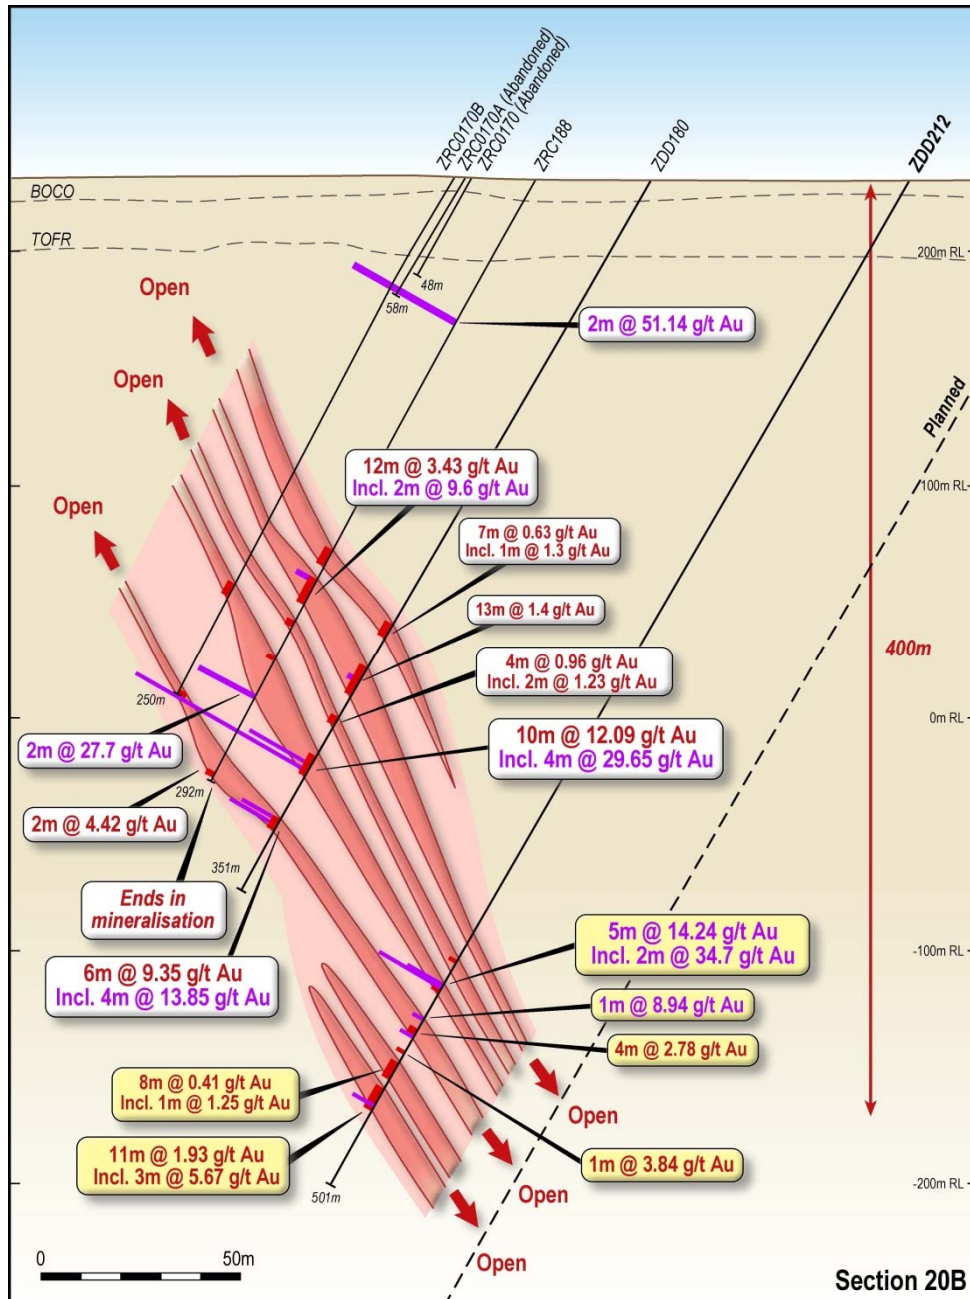 ZRC0170B
ZRC0170A (Abandoned)
ZRC0170 (Abandoned)
ZRC188
ZDD180
ZDD212
BOCO
TOFR
200m RL
Open
48m
58m
2m @ 51.14 g/t Au
Open
Planned
12m @ 3.43 g/t Au
Incl. 2m @ 9.6 g/t Au
100m RL
Open
7m @ 0.63 g/t Au
Incl. 1m @ 1.3 g/t Au
13m @ 1.4 g/t Au
400m
4m @ 0.96 g/t Au
Incl. 2m @ 1.23 g/t Au
250m
0m RL
10m @ 12.09 g/t Au
Incl. 4m @ 29.65 g/t Au
2m @ 27.7 g/t Au
292m
2m @ 4.42 g/t Au
351m
Ends in
mineralisation
5m @ 14.24 g/t Au
Incl. 2m @ 34.7 g/t Au
-100m RL
6m @ 9.35 g/t Au
Incl. 4m @ 13.85 g/t Au
1m @ 8.94 g/t Au
4m @ 2.78 g/t Au
8m @ 0.41 g/t Au
Incl. 1m @ 1.25 g/t Au
Open
11m @ 1.93 g/t Au
Incl. 3m @ 5.67 g/t Au
1m @ 3.84 g/t Au
501m
-200m RL
Open
Open
0
50m
Section 20B